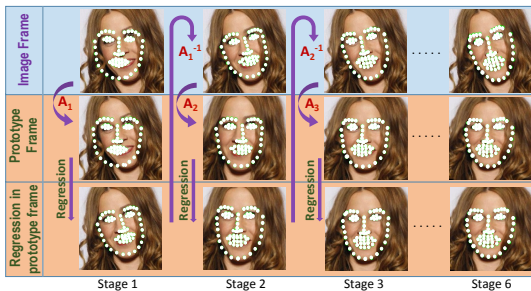 Image Frame
A₁⁻¹
A₂⁻¹
.....
A₁
A₂
A₃
Prototype
Frame
.....
Regression
Regression
Regression
Regression in
prototype frame
.....
Stage 1
Stage 2
Stage 3
Stage 6